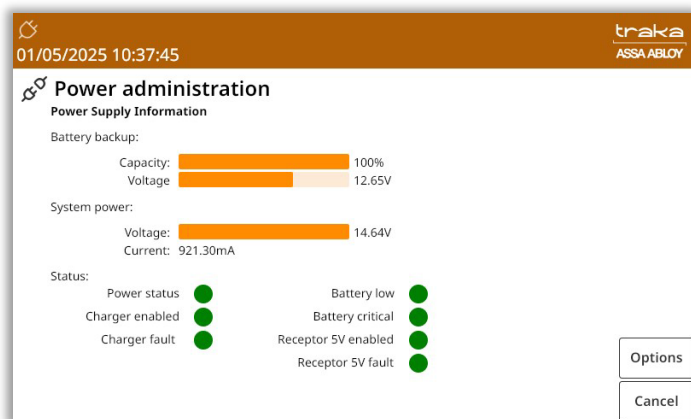 traka
01/05/2025 10:37:45
ASSA ABLOY
Power administration
Power Supply Information
Battery backup:
Capacity: 100%
Voltage 12.65V
System power:
Voltage: 14.64V
Current: 921.30mA
Status:
Power status Battery low
Charger enabled Battery critical
Charger fault Receptor 5V enabled
Receptor 5V fault
Options
Cancel